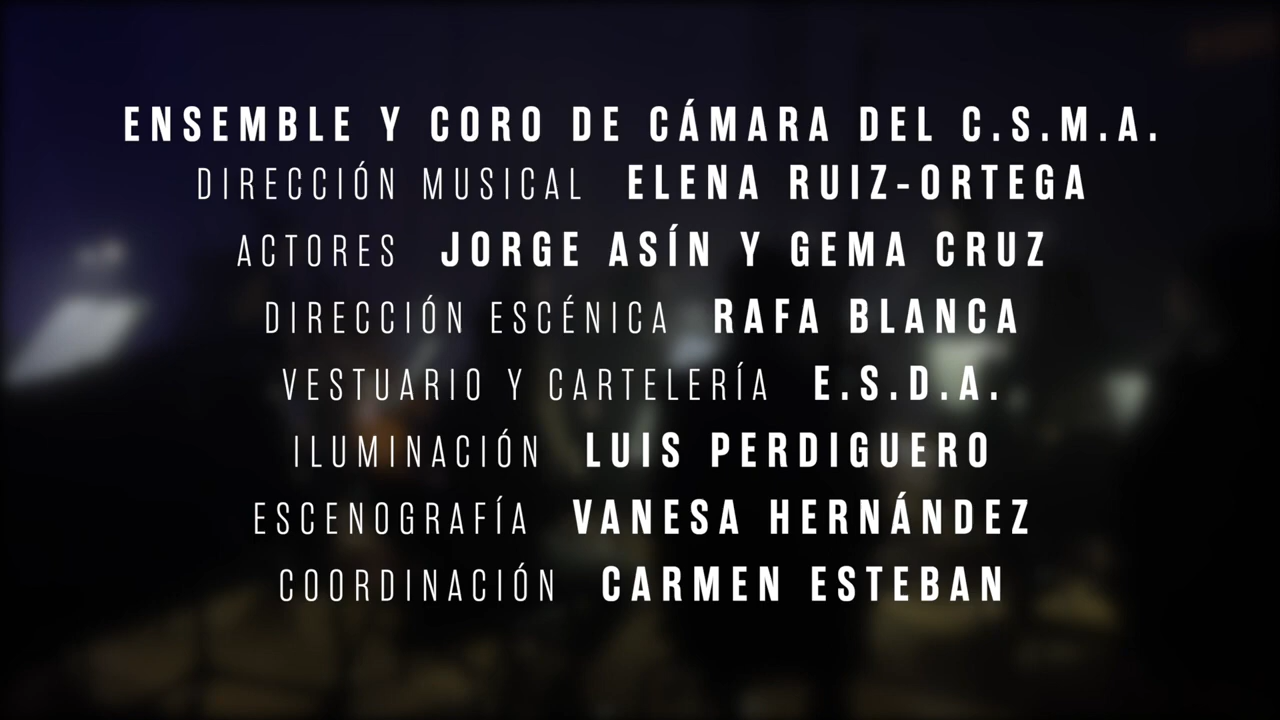 ENSEMBLE Y CORO DE CÁMARA DEL C.S.M.A.
DIRECCIÓN MUSICAL ELENA RUIZ-ORTEGA
ACTORES JORGE ASÍN Y GEMA CRUZ
DIRECCIÓN ESCÉNICA RAFA BLANCA
VESTUARIO Y CARTELERÍA E.S.D.A.
ILUMINACIÓN LUIS PERDIGUERO
ESCENOGRAFÍA VANESA HERNÁNDEZ
COORDINACIÓN CARMEN ESTEBAN